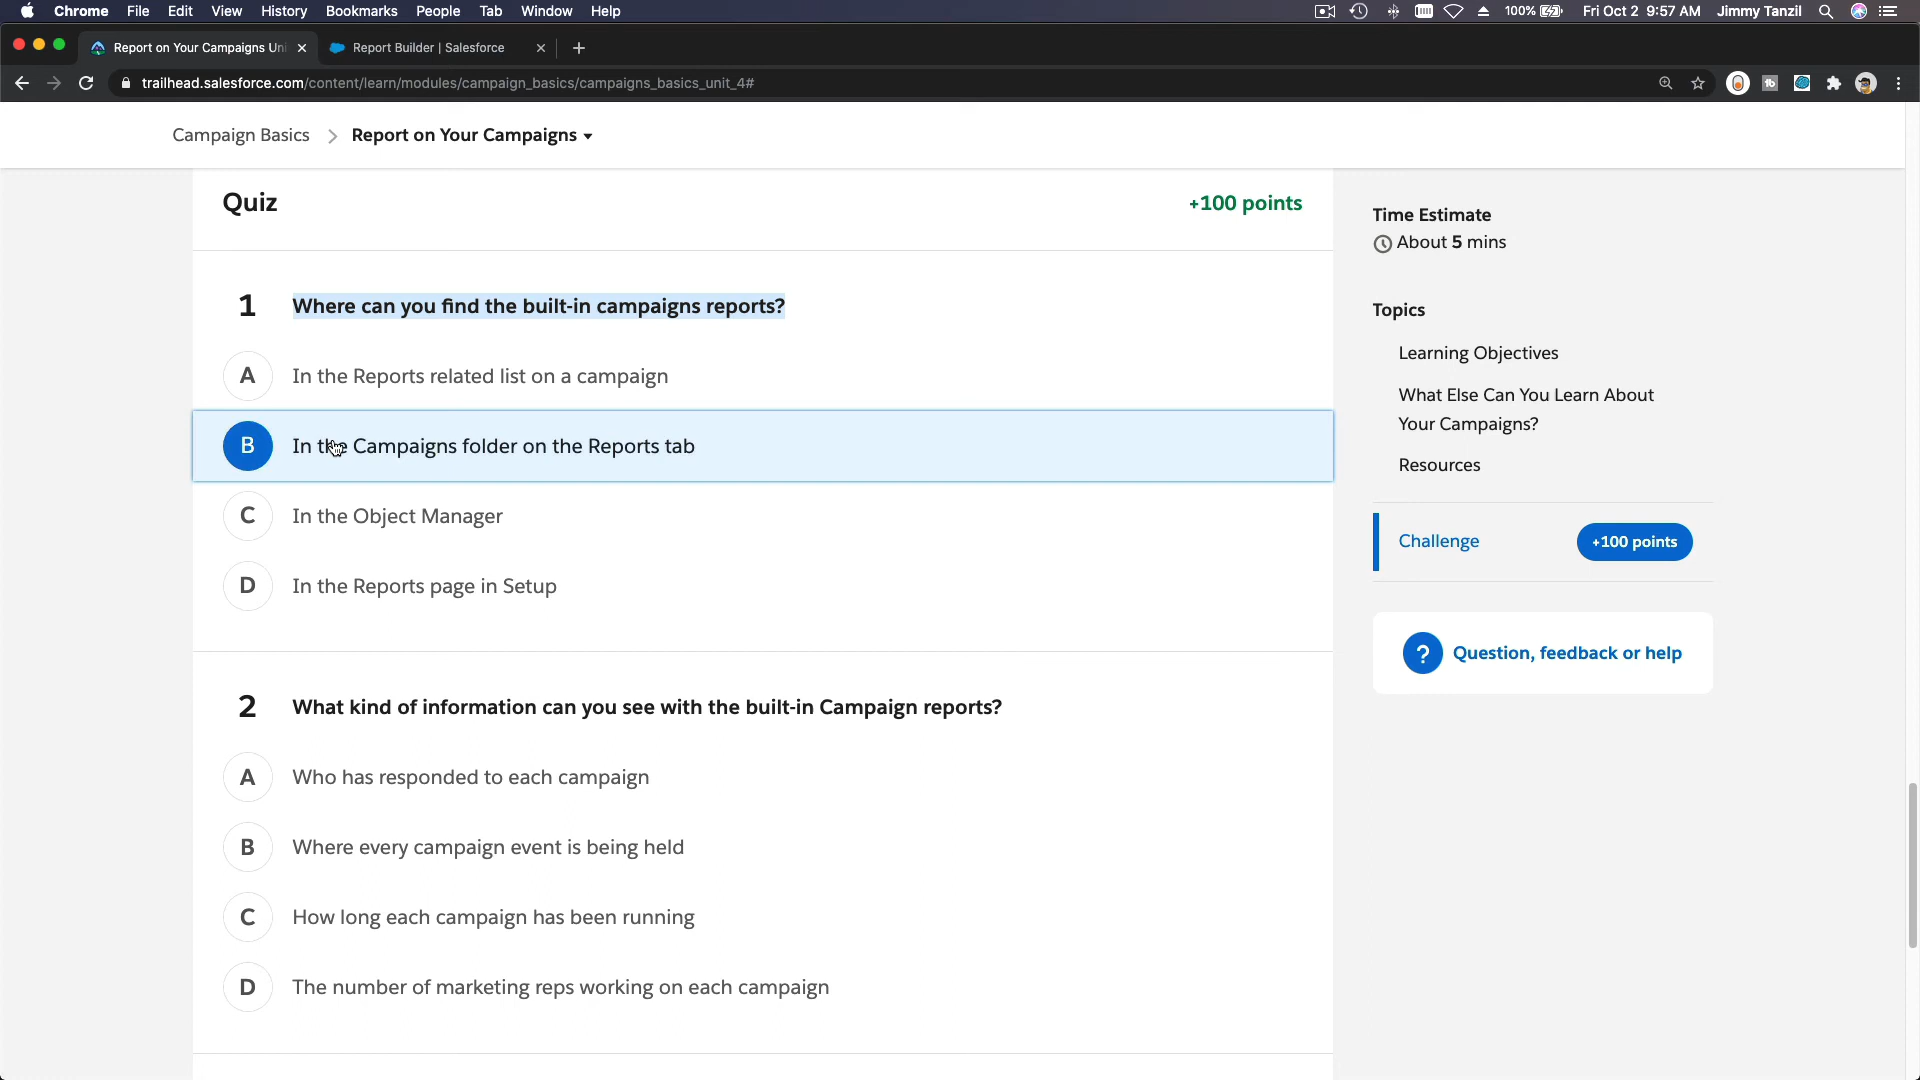 Chrome File Edit View History Bookmarks People Tab Window Help 100% Fri Oct 2 9:57 AM Jimmy Tanzil
Report on Your Campaigns Uni Report Builder | Salesforce
trailhead.salesforce.com/content/learn/modules/campaign_basics/campaigns_basics_unit_4#
tb
Campaign Basics Report on Your Campaigns
Quiz +100 points
1 Where can you find the built-in campaigns reports?
A In the Reports related list on a campaign
B In the Campaigns folder on the Reports tab
C In the Object Manager
D In the Reports page in Setup
2 What kind of information can you see with the built-in Campaign reports?
A Who has responded to each campaign
B Where every campaign event is being held
C How long each campaign has been running
D The number of marketing reps working on each campaign
Time Estimate
About 5 mins
Topics
Learning Objectives
What Else Can You Learn About
Your Campaigns?
Resources
Challenge +100 points
? Question, feedback or help